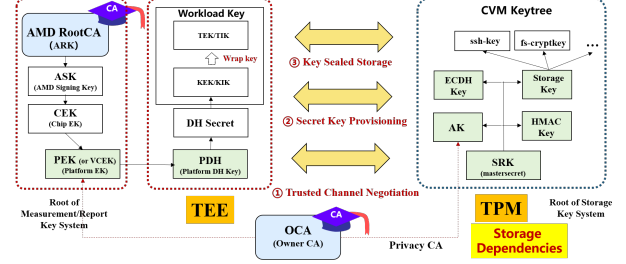 CA
AMD RootCA
(ARK)
ASK
(AMD Signing Key)
CEK
(Chip EK)
PEK (or VCEK)
(Platform EK)
Root of
Measurement/Report
Key System
Workload Key
TEK/TIK
Wrap key
KEK/KIK
DH Secret
PDH
(Platform DH Key)
TEE
③ Key Sealed Storage
② Secret Key Provisioning
① Trusted Channel Negotiation
CA
OCA
(Owner CA)
Privacy CA
CVM Keytree
ssh-key
fs-cryptkey
...
ECDH
Key
Storage
Key
AK
HMAC
Key
SRK
(mastersecret)
TPM
Root of Storage
Key System
Storage
Dependencies